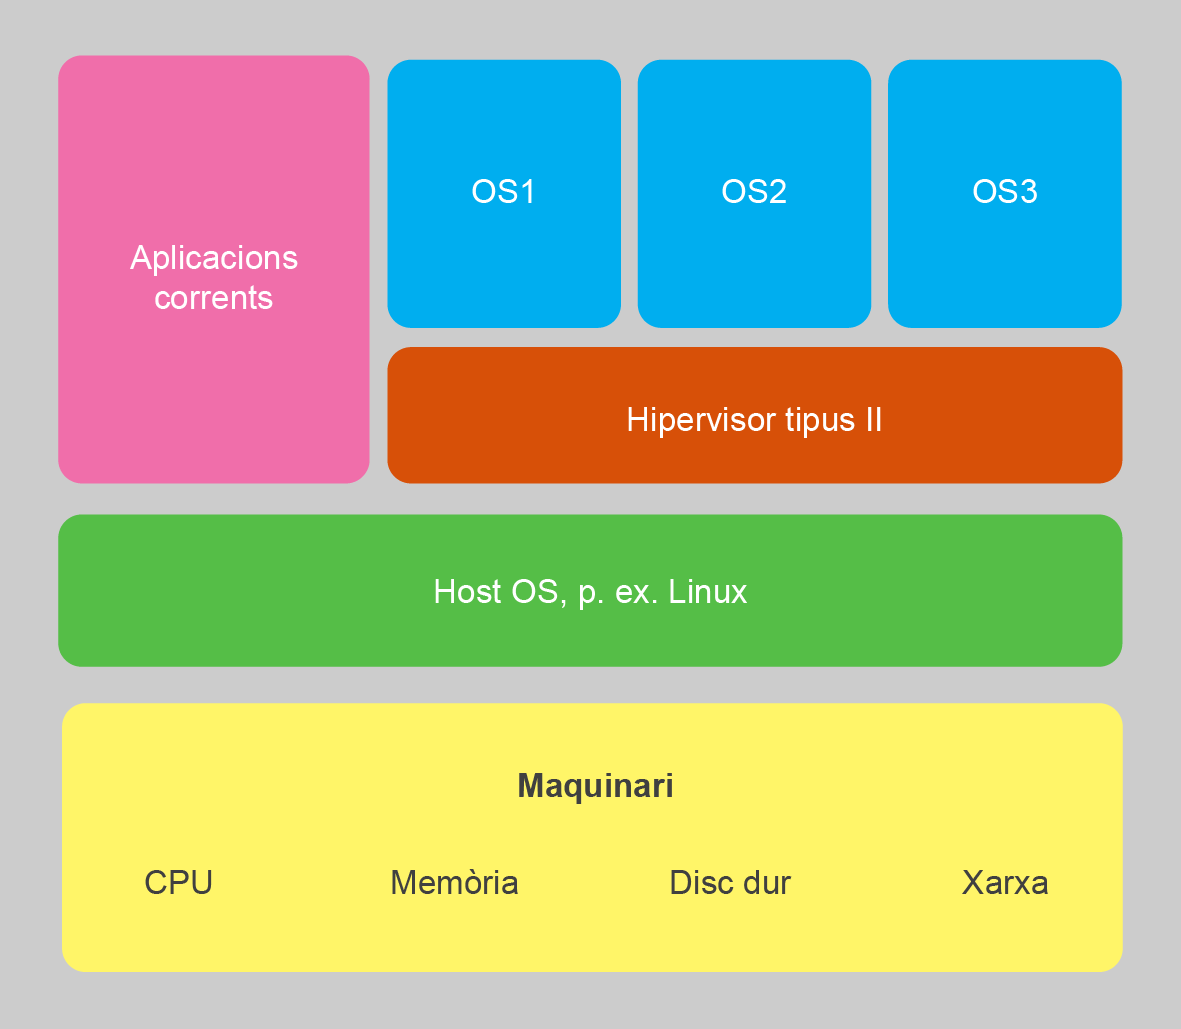 Aplicacions
corrents
OS1
OS2
OS3
Hipervisor tipus II
Host OS, p. ex. Linux
Maquinari
CPU
Memòria
Disc dur
Xarxa